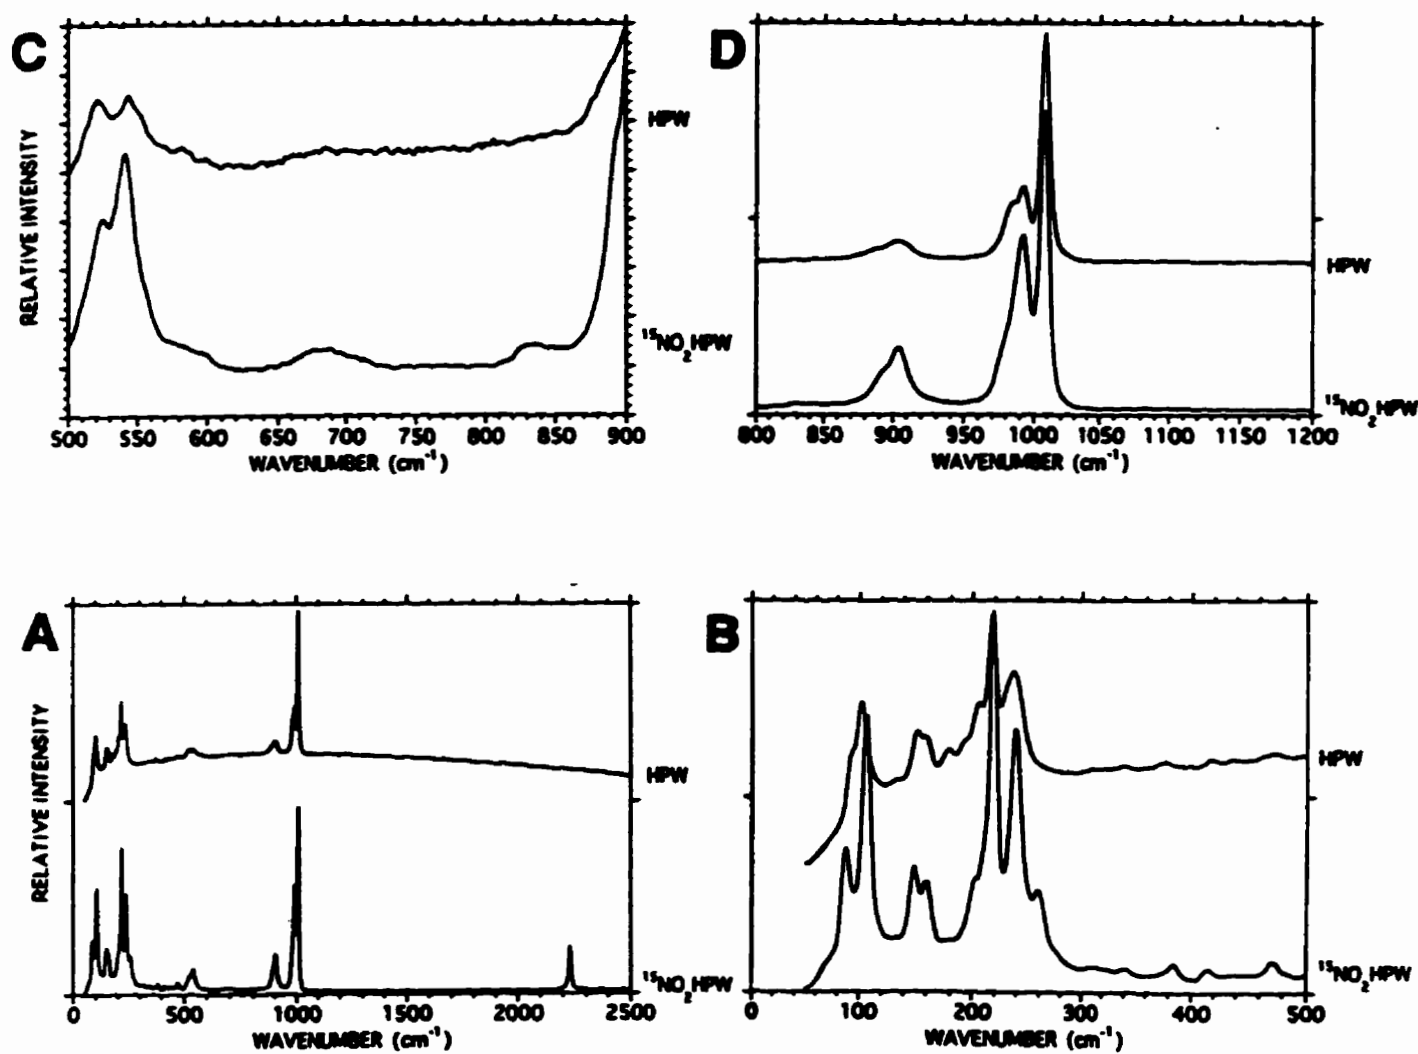 C
RELATIVE INTENSITY
HPW
¹⁵NO₂HPW
500 550 600 650 700 750 800 850 900
WAVENUMBER (cm⁻¹)
D
HPW
¹⁵NO₂HPW
800 850 900 950 1000 1050 1100 1150 1200
WAVENUMBER (cm⁻¹)
A
RELATIVE INTENSITY
HPW
¹⁵NO₂HPW
0 500 1000 1500 2000 2500
WAVENUMBER (cm⁻¹)
B
HPW
¹⁵NO₂HPW
0 100 200 300 400 500
WAVENUMBER (cm⁻¹)